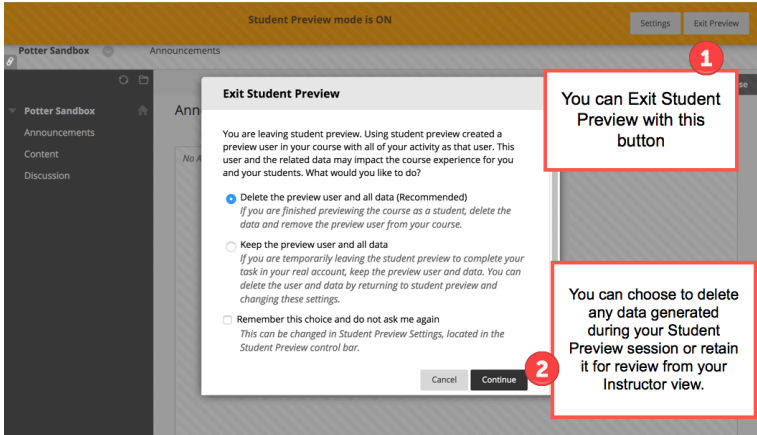 Student Preview mode is ON
Settings
Exit Preview
Potter Sandbox
Announcements
1
Potter Sandbox
Announcements
Content
Discussion
Ann
No A
se
Exit Student Preview
You are leaving student preview. Using student preview created a
preview user in your course with all of your activity as that user. This
user and the related data may impact the course experience for you
and your students. What would you like to do?
Delete the preview user and all data (Recommended)
If you are finished previewing the course as a student, delete the
data and remove the preview user from your course.
Keep the preview user and all data
If you are temporarily leaving the student preview to complete your
task in your real account, keep the preview user and data. You can
delete the user and data by returning to student preview and
changing these settings.
Remember this choice and do not ask me again
This can be changed in Student Preview Settings, located in the
Student Preview control bar.
Cancel
Continue
You can Exit Student
Preview with this
button
2
You can choose to delete
any data generated
during your Student
Preview session or retain
it for review from your
Instructor view.